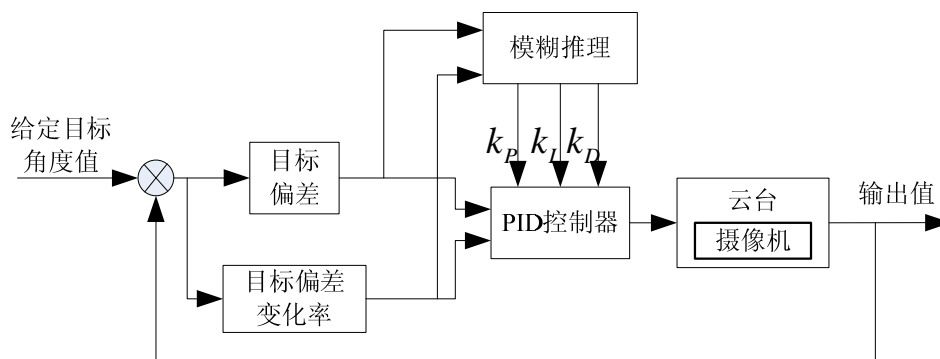 模糊推理
给定目标
角度值
k_P k_I k_D
目标
偏差
PID控制器
云台
摄像机
输出值
目标偏差
变化率